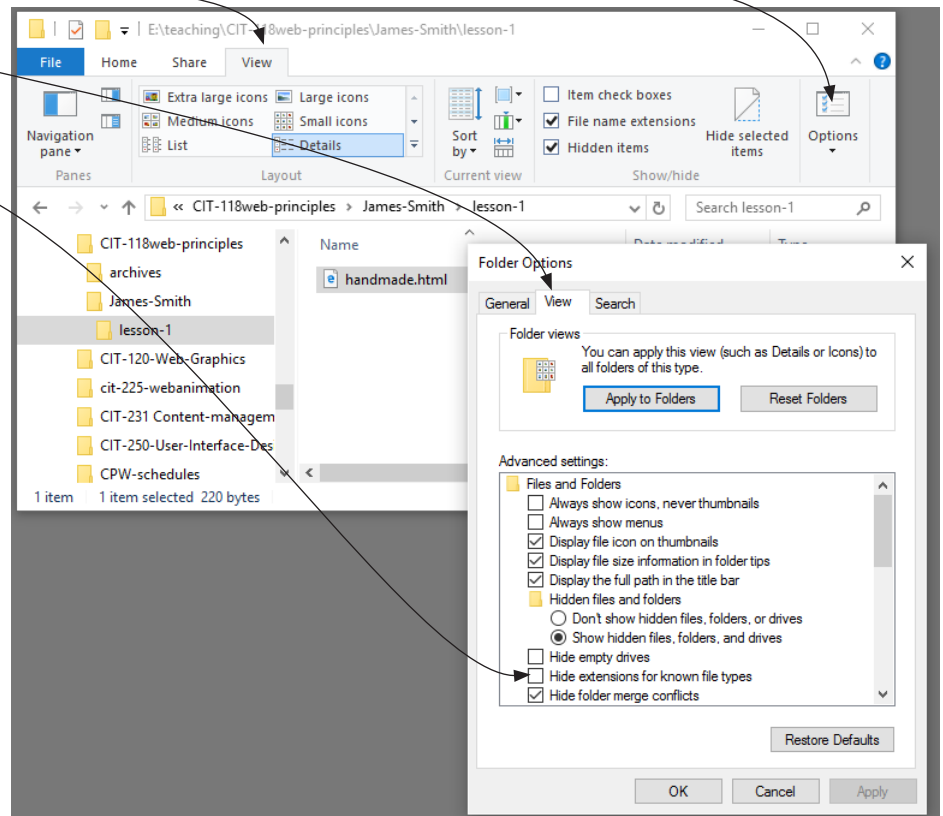 E:\teaching\CIT-118web-principles\James-Smith\lesson-1
File Home Share View
Navigation pane
Extra large icons Large icons
Medium icons Small icons
List Details
Sort by
Item check boxes
File name extensions
Hidden items
Hide selected items
Options
Panes Layout Current view Show/hide
« CIT-118web-principles > James-Smith > lesson-1 Search lesson-1
CIT-118web-principles
archives
James-Smith
lesson-1
CIT-120-Web-Graphics
cit-225-webanimation
CIT-231 Content-managem
CIT-250-User-Interface-Des
CPW-schedules
Name Date modified Type
handmade.html
1 item 1 item selected 220 bytes
Folder Options
General View Search
Folder views
You can apply this view (such as Details or Icons) to
all folders of this type.
Apply to Folders Reset Folders
Advanced settings:
Files and Folders
Always show icons, never thumbnails
Always show menus
Display file icon on thumbnails
Display file size information in folder tips
Display the full path in the title bar
Hidden files and folders
Don't show hidden files, folders, or drives
Show hidden files, folders, and drives
Hide empty drives
Hide extensions for known file types
Hide folder merge conflicts
Restore Defaults
OK Cancel Apply